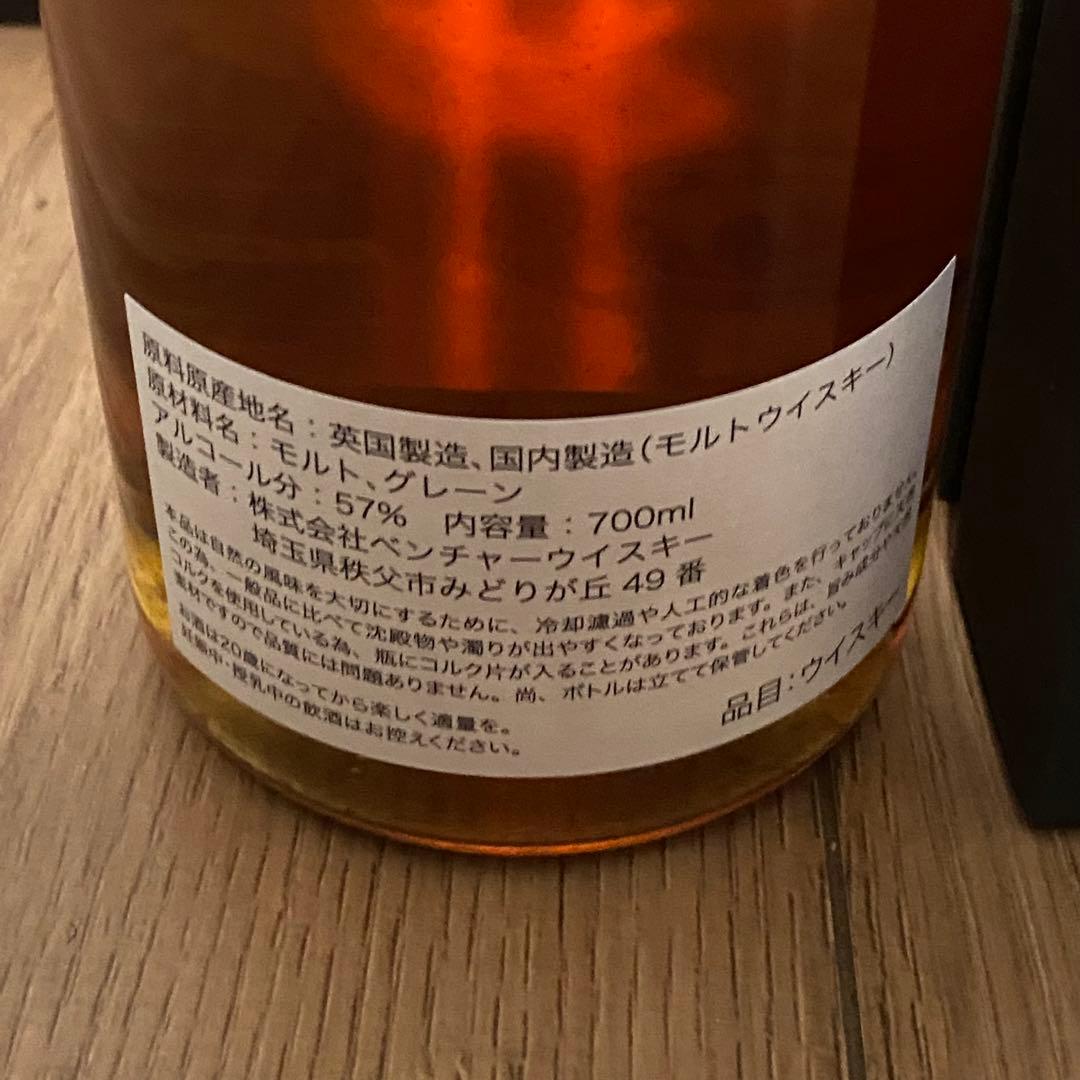 原料原産地名：英国製造、国内製造(モルトウイスキー)
原材料名：モルト、グレーン
アルコール分：57%　内容量：700ml
製造者：株式会社ベンチャーウイスキー
埼玉県秩父市みどりが丘49番
本品は自然の風味を大切にするために、冷却濾過や人工的な着色を行っておりません。
この為、一般品に比べて沈殿物や濁りが出やすくなっております。また、キャップに天然
コルクを使用している為、瓶にコルク片が入ることがあります。これらは、旨み成分や天然
素材ですので品質には問題ありません。尚、ボトルは立てて保管してください。
お酒は20歳になってから楽しく適量を。
妊娠中・授乳中の飲酒はお控えください。
品目：ウイスキー